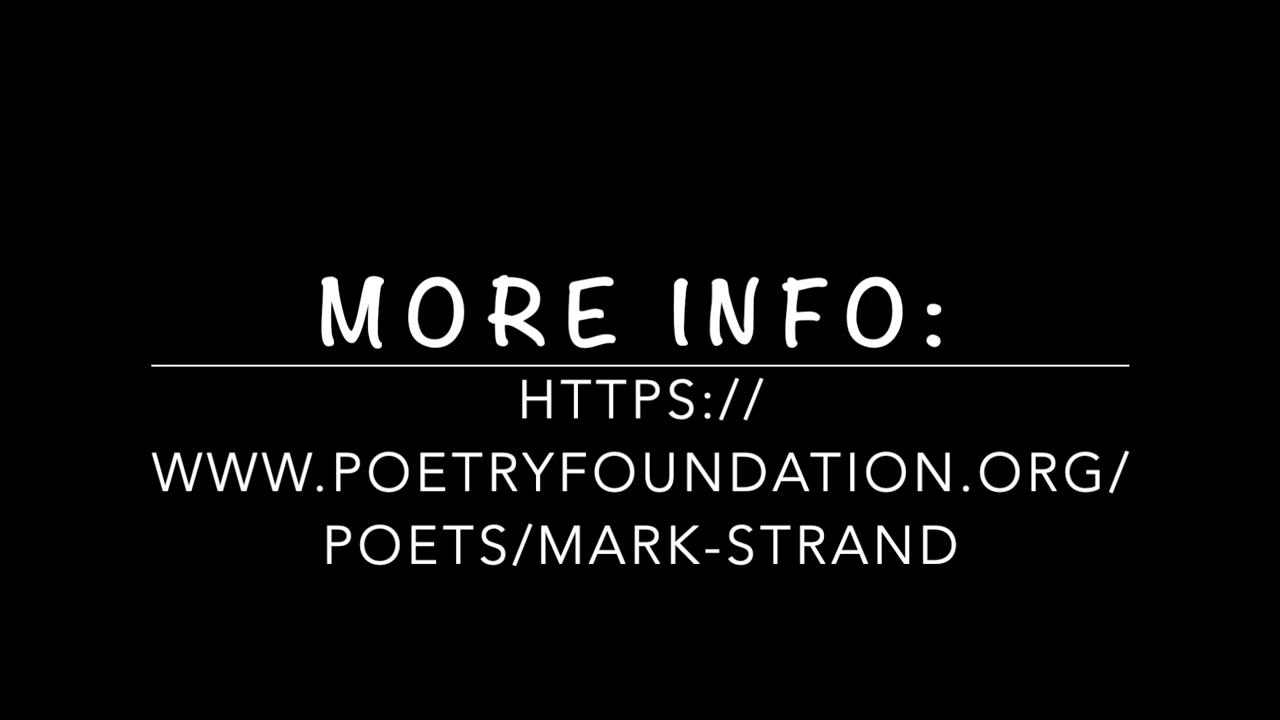 MORE INFO:
HTTPS://
WWW.POETRYFOUNDATION.ORG/
POETS/MARK-STRAND